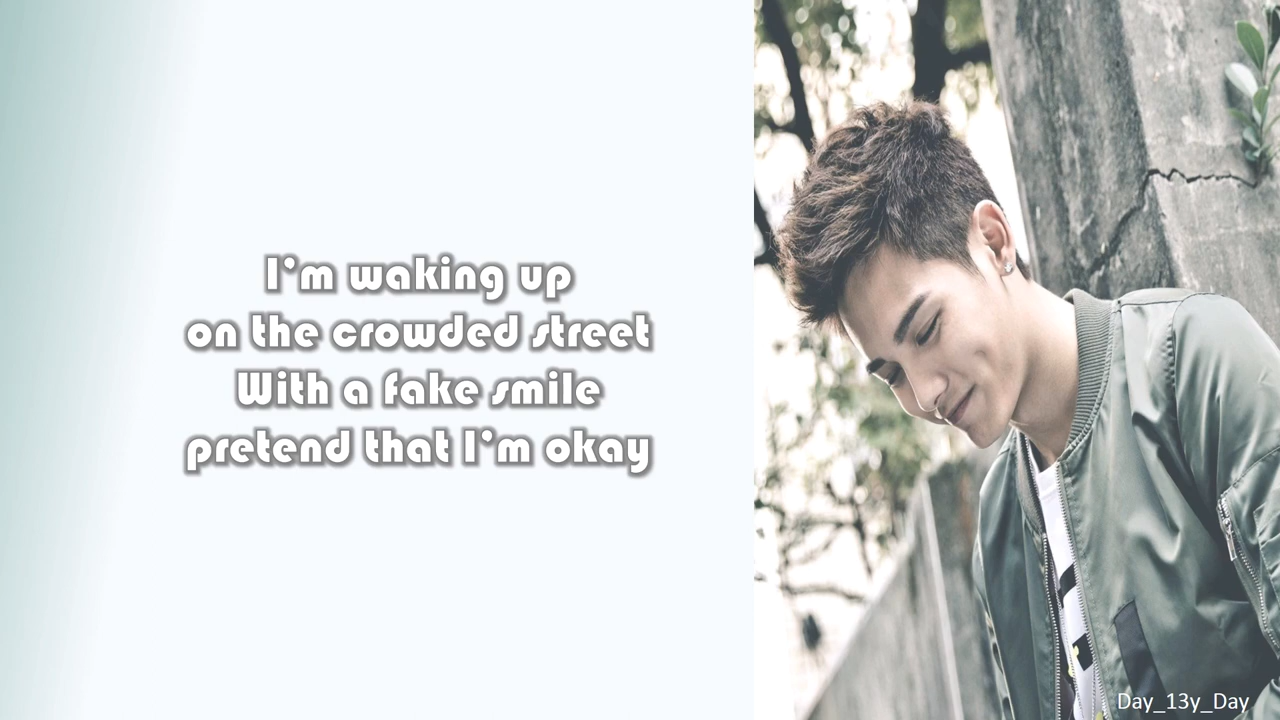 I'm waking up
on the crowded street
With a fake smile
pretend that I'm okay
Day_13y_Day